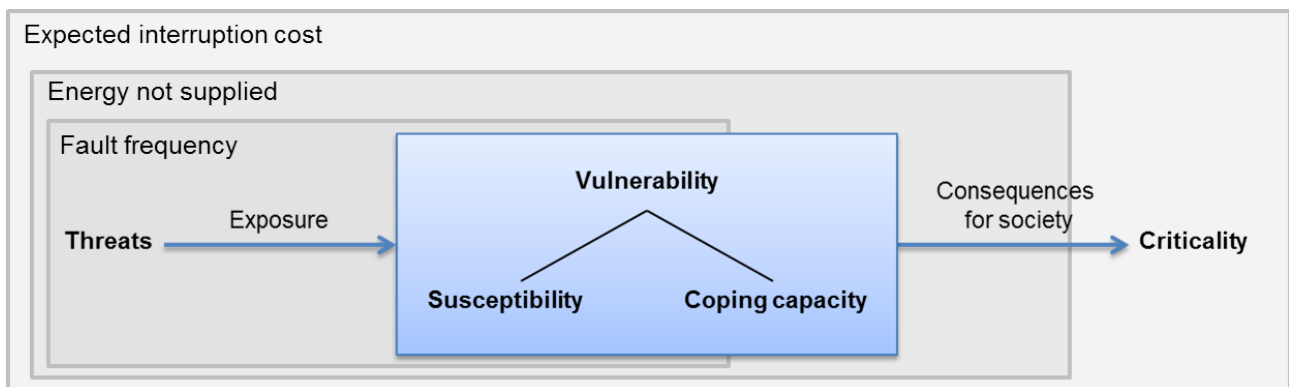 Expected interruption cost
Energy not supplied
Fault frequency
Vulnerability
Consequences
for society
Exposure
Threats
Criticality
Susceptibility
Coping capacity